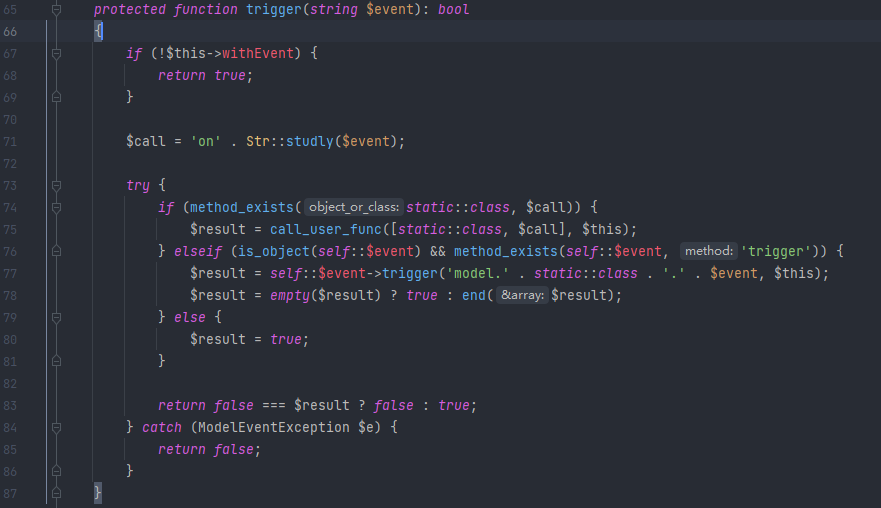 65 protected function trigger(string $event): bool
66 {
67     if (!$this->withEvent) {
68         return true;
69     }
70
71     $call = 'on' . Str::studly($event);
72
73     try {
74         if (method_exists( object_or_class: static::class, $call)) {
75             $result = call_user_func([static::class, $call], $this);
76         } elseif (is_object(self::$event) && method_exists(self::$event, method: 'trigger')) {
77             $result = self::$event->trigger('model.' . static::class . '.' . $event, $this);
78             $result = empty($result) ? true : end( &array: $result);
79         } else {
80             $result = true;
81         }
82
83         return false === $result ? false : true;
84     } catch (ModelEventException $e) {
85         return false;
86     }
87 }